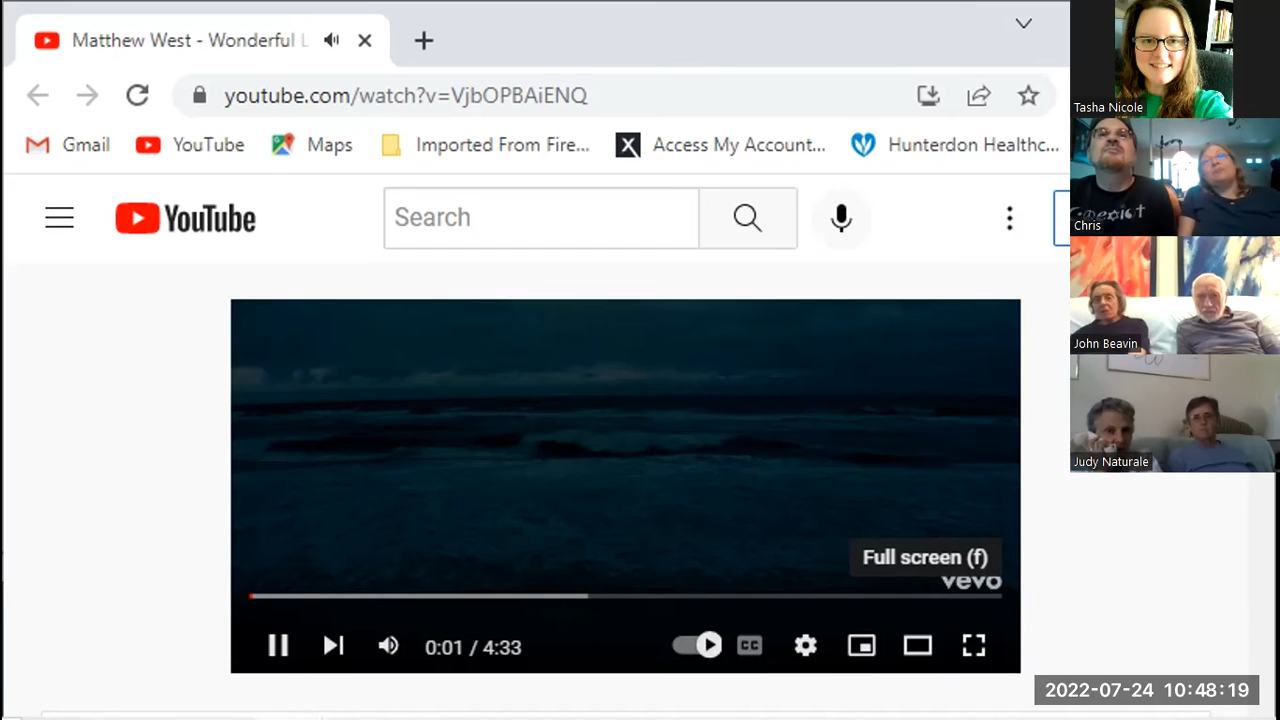 Matthew West - Wonderful L
youtube.com/watch?v=VjbOPBAiENQ
Gmail YouTube Maps Imported From Fire... Access My Account... Hunterdon Healthc...
YouTube Search
Tasha Nicole
Coexist
Chris
John Beavin
Judy Naturale
Full screen (f)
vevo
0:01 / 4:33 CC
2022-07-24 10:48:19